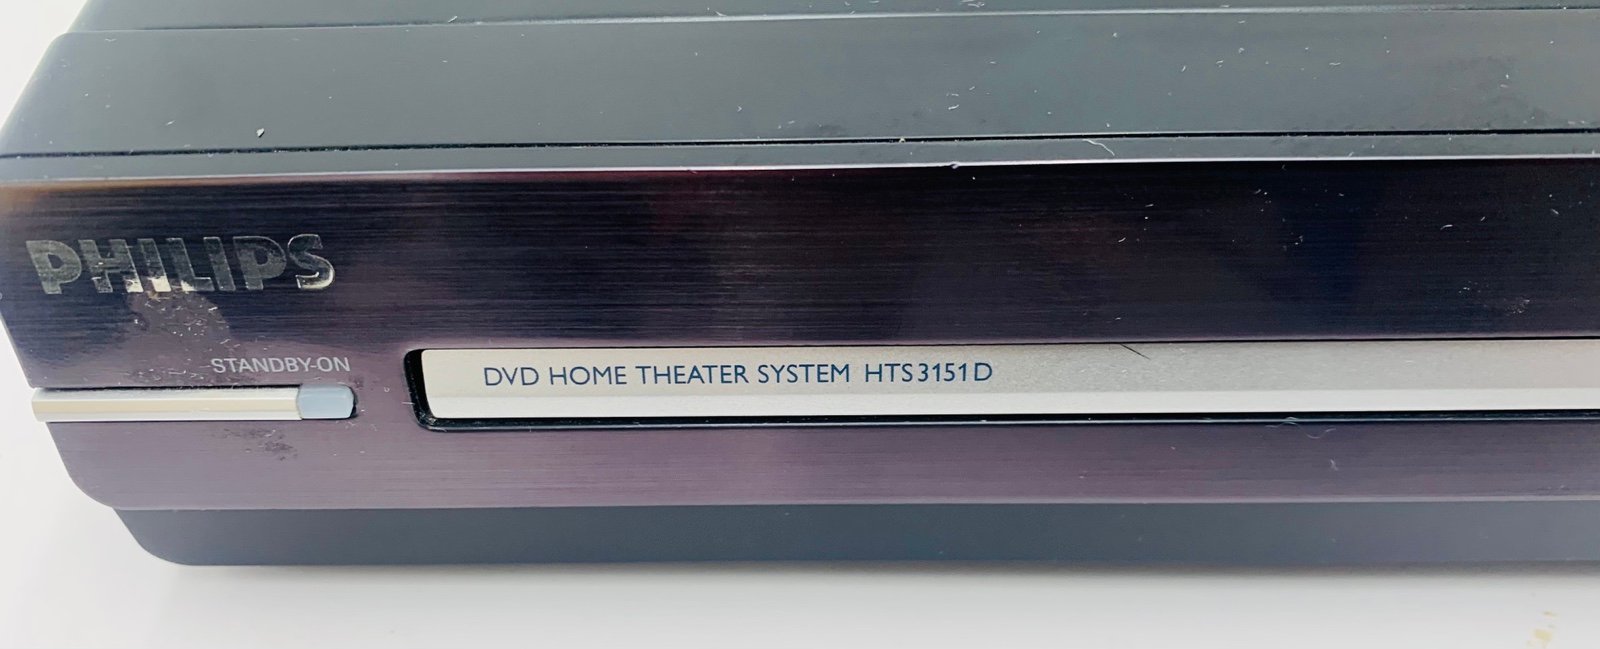 PHILIPS
STANDBY-ON
DVD HOME THEATER SYSTEM HTS3151D